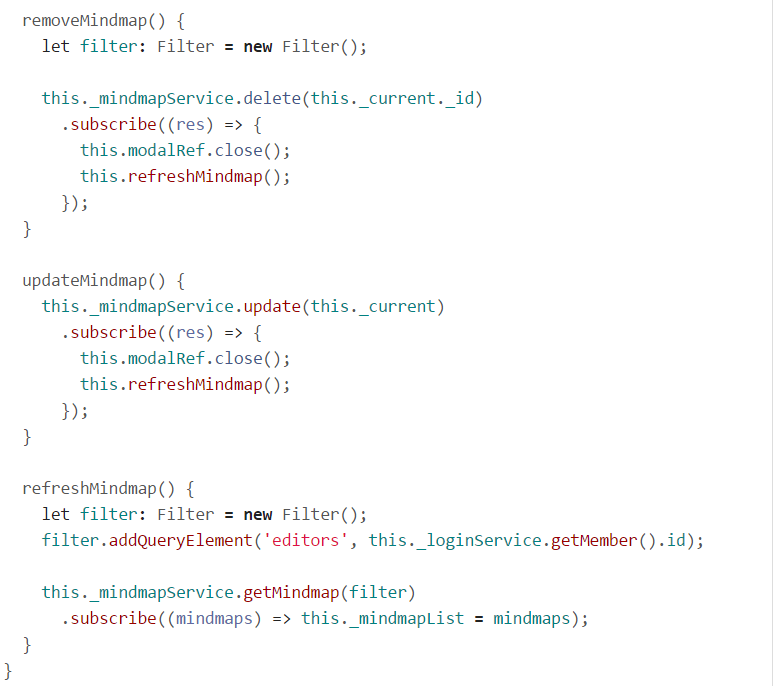 removeMindmap() {
let filter: Filter = new Filter();
this._mindmapService.delete(this._current._id)
.subscribe((res) => {
this.modalRef.close();
this.refreshMindmap();
});
}
updateMindmap() {
this._mindmapService.update(this._current)
.subscribe((res) => {
this.modalRef.close();
this.refreshMindmap();
});
}
refreshMindmap() {
let filter: Filter = new Filter();
filter.addQueryElement('editors', this._loginService.getMember().id);
this._mindmapService.getMindmap(filter)
.subscribe((mindmaps) => this._mindmapList = mindmaps);
}
}